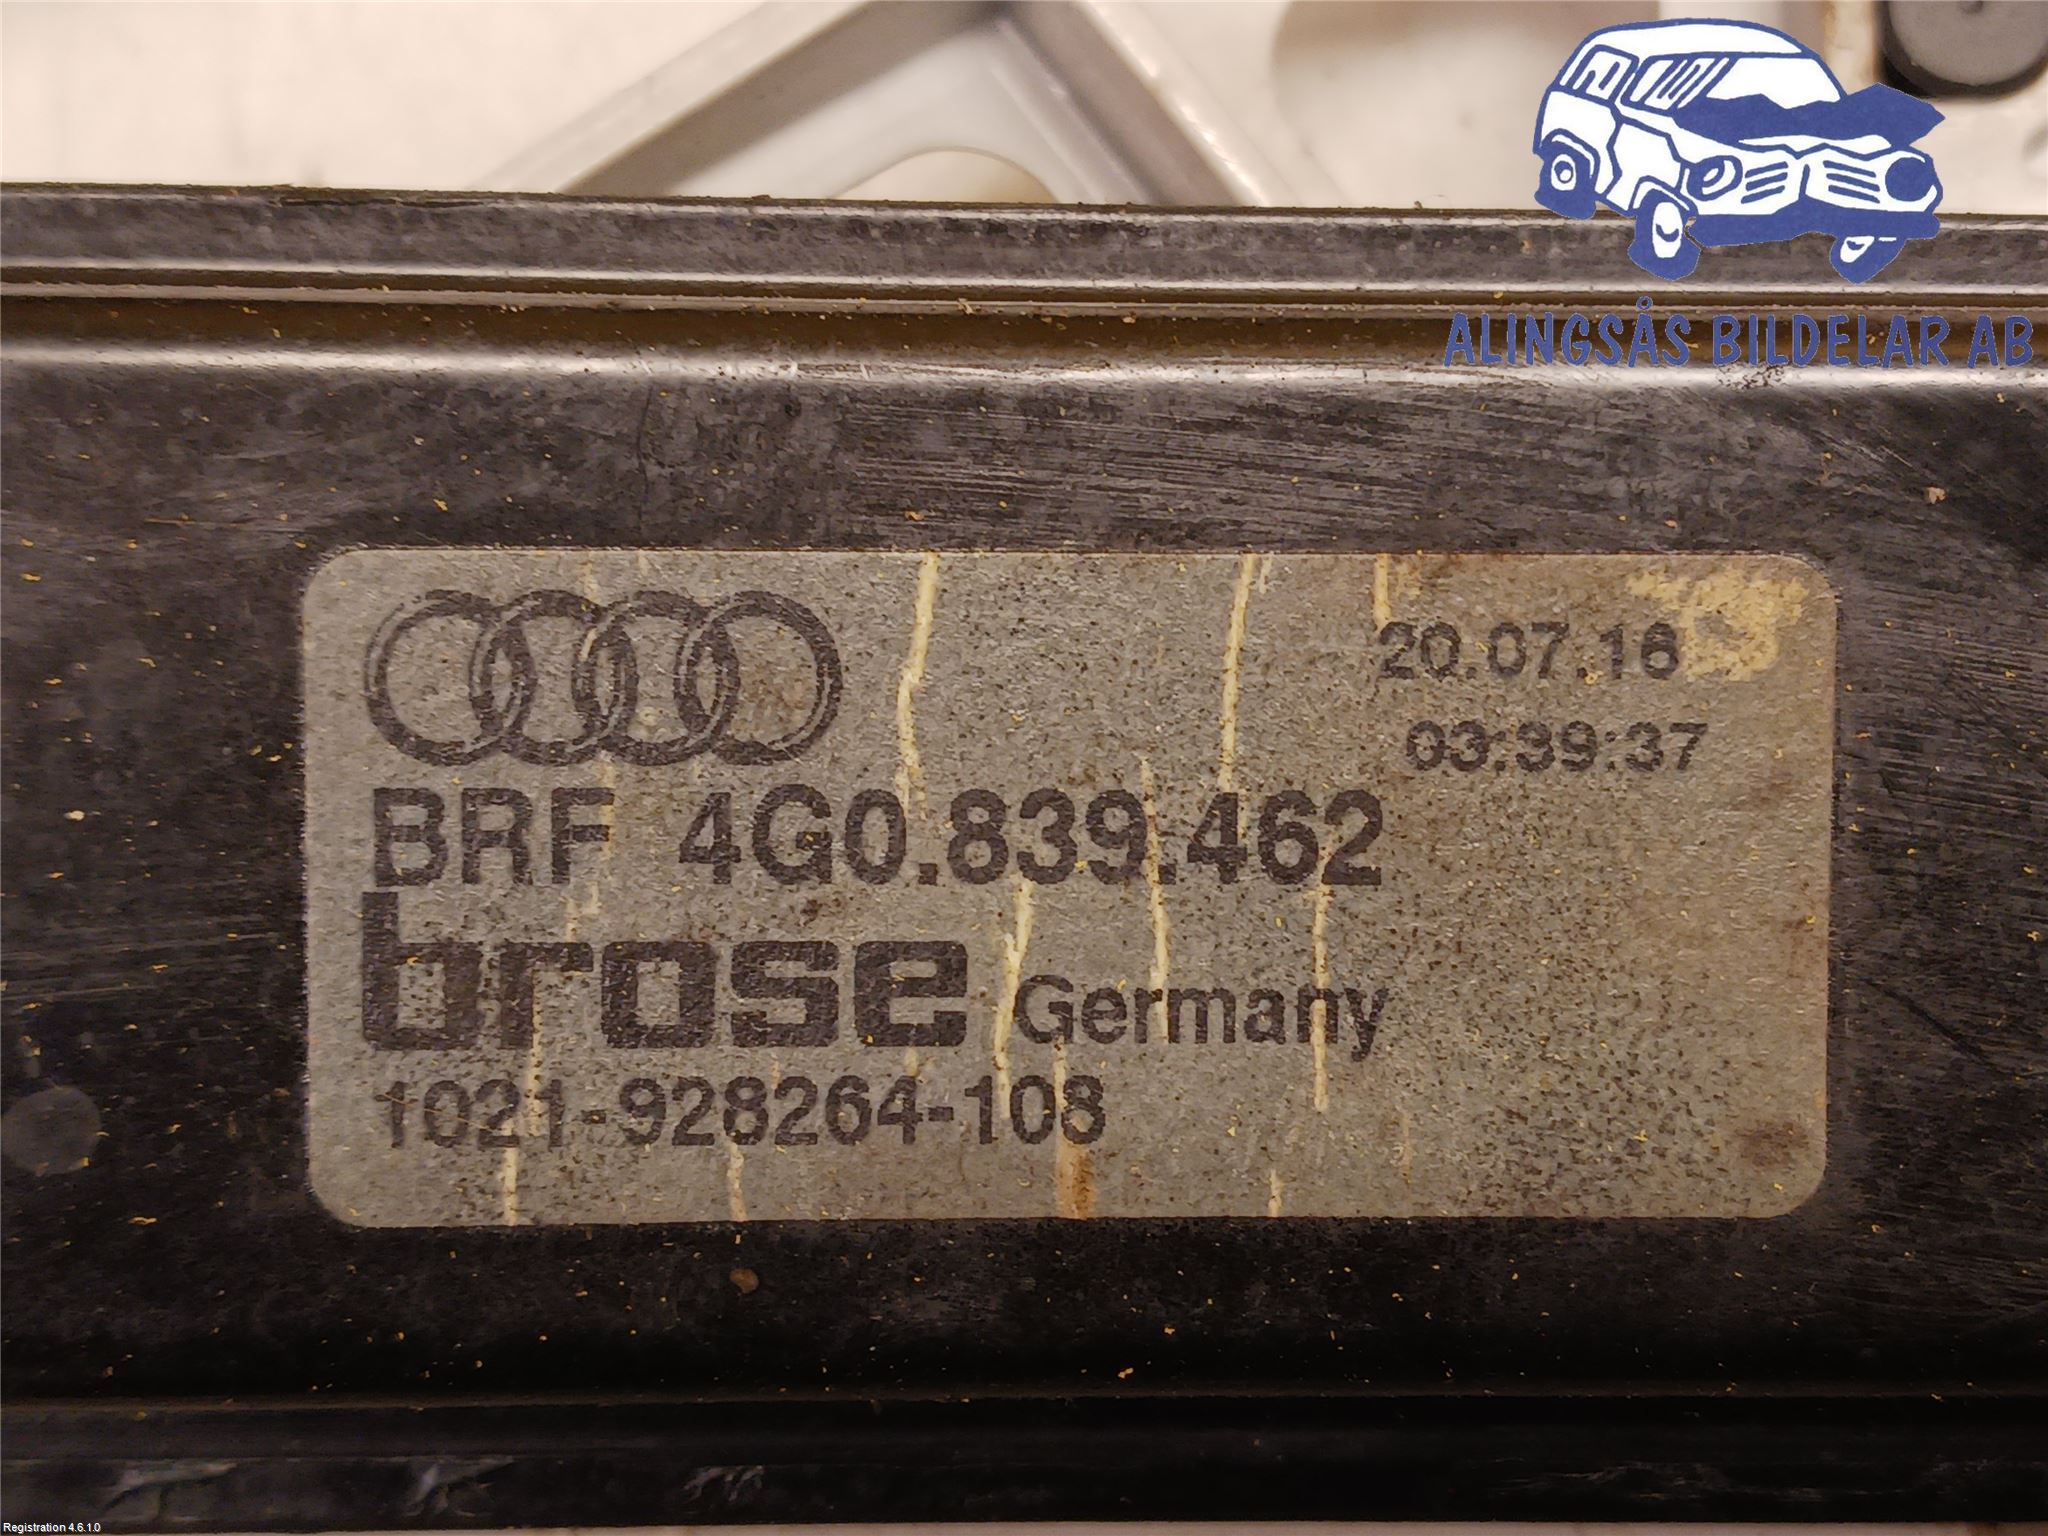 ALINGSÅS BILDELAR AB
20.07.16
03:39:37
BRF 4G0.839.462
brose Germany
1021-928264-108
Registration 4.6.1.0